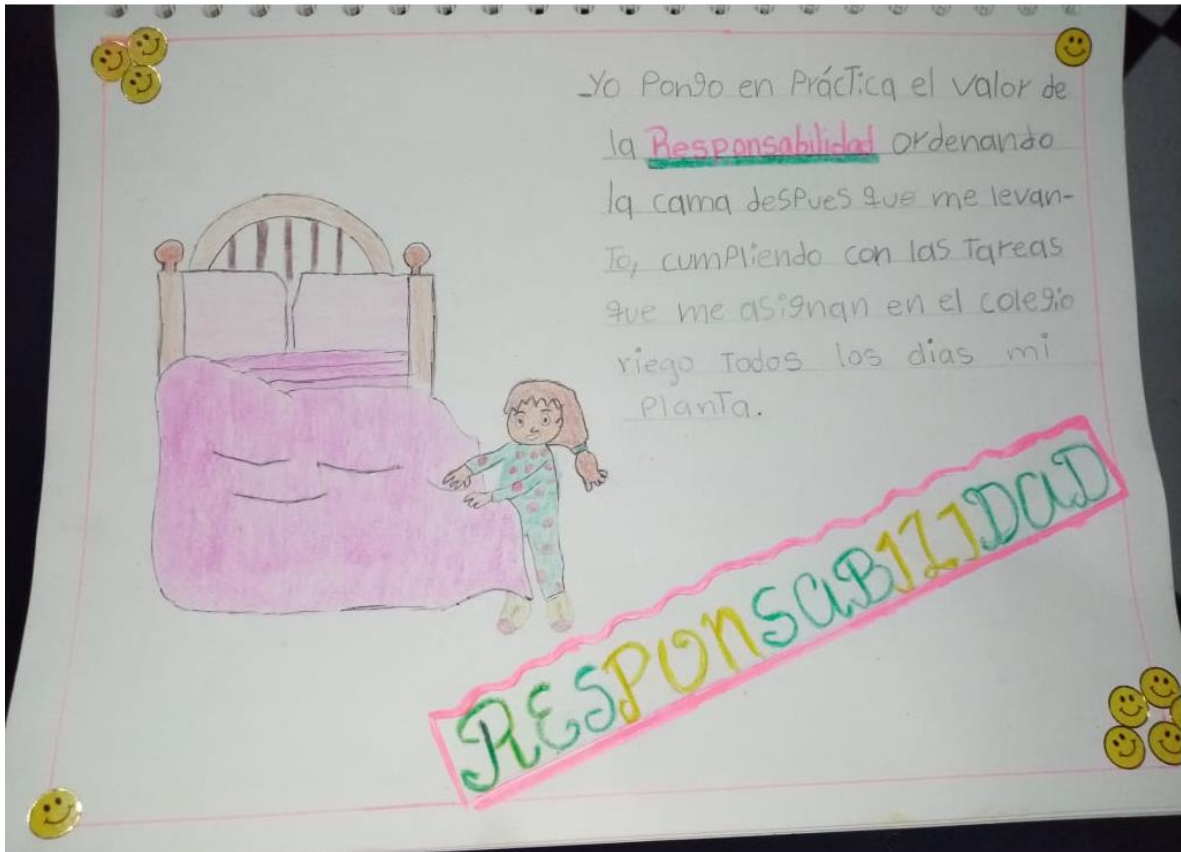 -Yo Pongo en Práctica el valor de
la Responsabilidad ordenando
la cama despues que me levan-
to, cumpliendo con las Tareas
que me asignan en el colegio
riego Todos los dias mi
Planta.
RESPONSABILIDAD